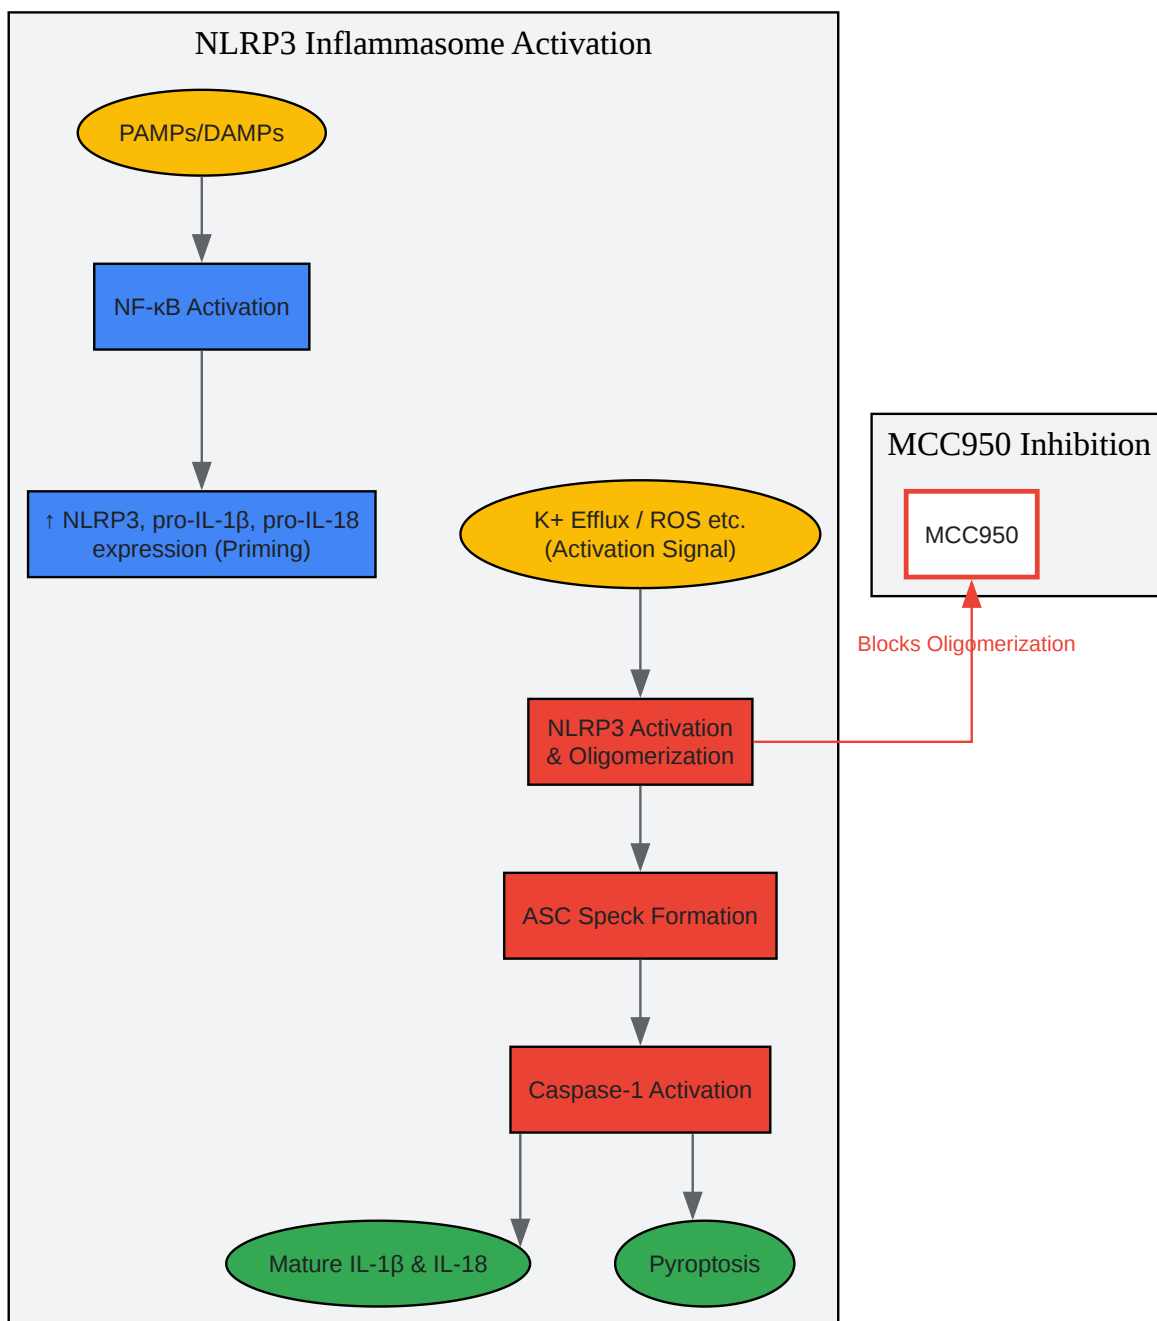 NLRP3 Inflammasome Activation
PAMPs/DAMPs
NF-κB Activation
↑ NLRP3, pro-IL-1β, pro-IL-18
expression (Priming)
K+ Efflux / ROS etc.
(Activation Signal)
MCC950 Inhibition
MCC950
Blocks Oligomerization
NLRP3 Activation
& Oligomerization
ASC Speck Formation
Caspase-1 Activation
Mature IL-1β & IL-18
Pyroptosis